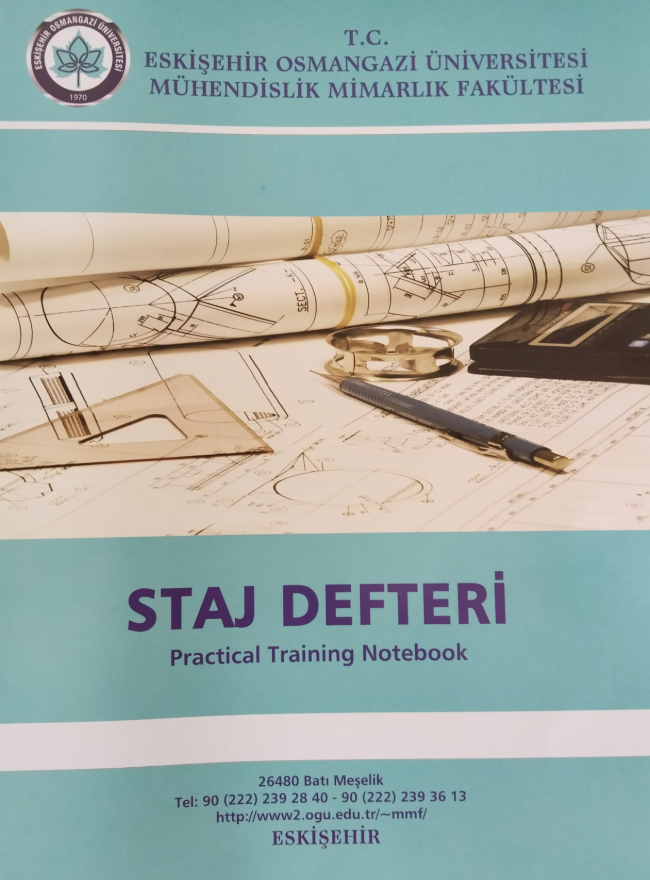 ESKİŞEHİR OSMANGAZİ ÜNİVERSİTESİ
1970
T.C.
ESKİŞEHİR OSMANGAZİ ÜNİVERSİTESİ
MÜHENDİSLİK MİMARLIK FAKÜLTESİ
SECT.
STAJ DEFTERİ
Practical Training Notebook
26480 Batı Meşelik
Tel: 90 (222) 239 28 40 - 90 (222) 239 36 13
http://www2.ogu.edu.tr/~mmf/
ESKİŞEHİR